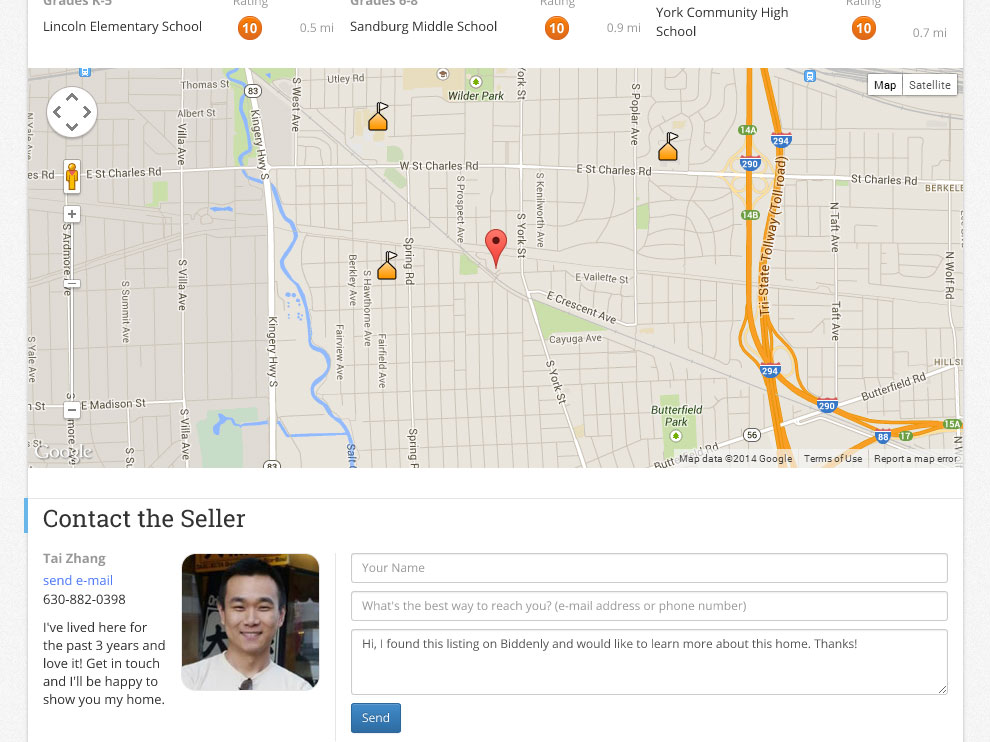 Grades K-5
Rating
Grades 6-8
Rating
York Community High
Rating
Lincoln Elementary School
10
0.5 mi
Sandburg Middle School
10
0.9 mi
School
10
0.7 mi
Utley Rd
Thomas St
83
Wilder Park
Map
Satellite
Albert St
S West Ave
York St
S Poplar Ave
S Villa Ave
Kingery Hwy S
14A
294
W St Charles Rd
E St Charles Rd
290
E St Charles Rd
St Charles Rd
BERKELE
S Prospect Ave
S Kenilworth Ave
S York St
14B
N Taft Ave
Tri-State Tollway (Toll road)
S Ardmore
S Villa Ave
Spring Rd
Berkley Ave
S Hawthorne Ave
E Vallette St
N Wolf Rd
S Summit Ave
E Crescent Ave
Taft Ave
Kingery Hwy S
Fairview Ave
Fairfield Ave
Cayuga Ave
S Yale Ave
HILLSI
294
S York St
Butterfield Rd
E Madison St
290
Butterfield
Park
S Villa Ave
15A
Spring R
56
88
17
Salt C
83
Butterfield Rd
Google
Map data ©2014 Google
Terms of Use
Report a map error
Contact the Seller
Tai Zhang
send e-mail
630-882-0398
I've lived here for
the past 3 years and
love it! Get in touch
and I'll be happy to
show you my home.
Your Name
What's the best way to reach you? (e-mail address or phone number)
Hi, I found this listing on Biddenly and would like to learn more about this home. Thanks!
Send